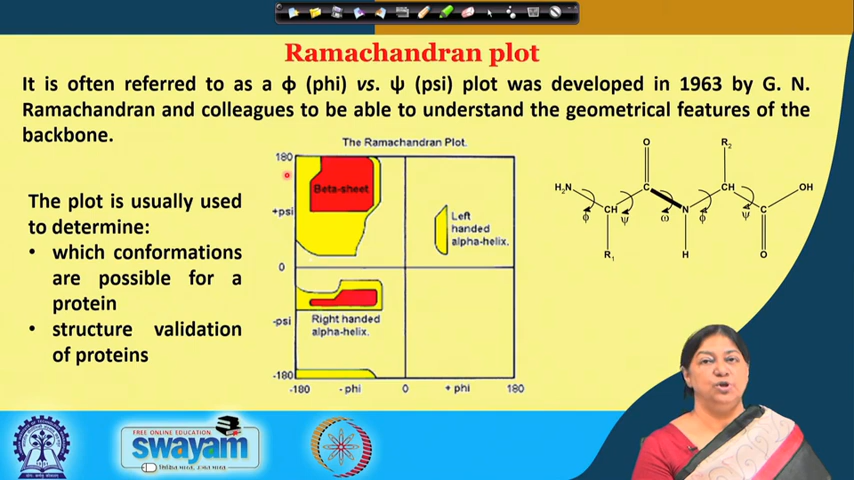 Ramachandran plot
It is often referred to as a ϕ (phi) vs. ψ (psi) plot was developed in 1963 by G. N.
Ramachandran and colleagues to be able to understand the geometrical features of the
backbone.
The plot is usually used
to determine:
• which conformations
are possible for a
protein
• structure validation
of proteins
The Ramachandran Plot.
180
Beta-sheet
+psi
Left
handed
alpha-helix.
0
-psi
Right handed
alpha-helix.
-180
-180 - phi 0 + phi 180
O R2
H2N CH C N CH C OH
ϕ ψ ω ϕ ψ
R1 H O
FREE ONLINE EDUCATION
swayam